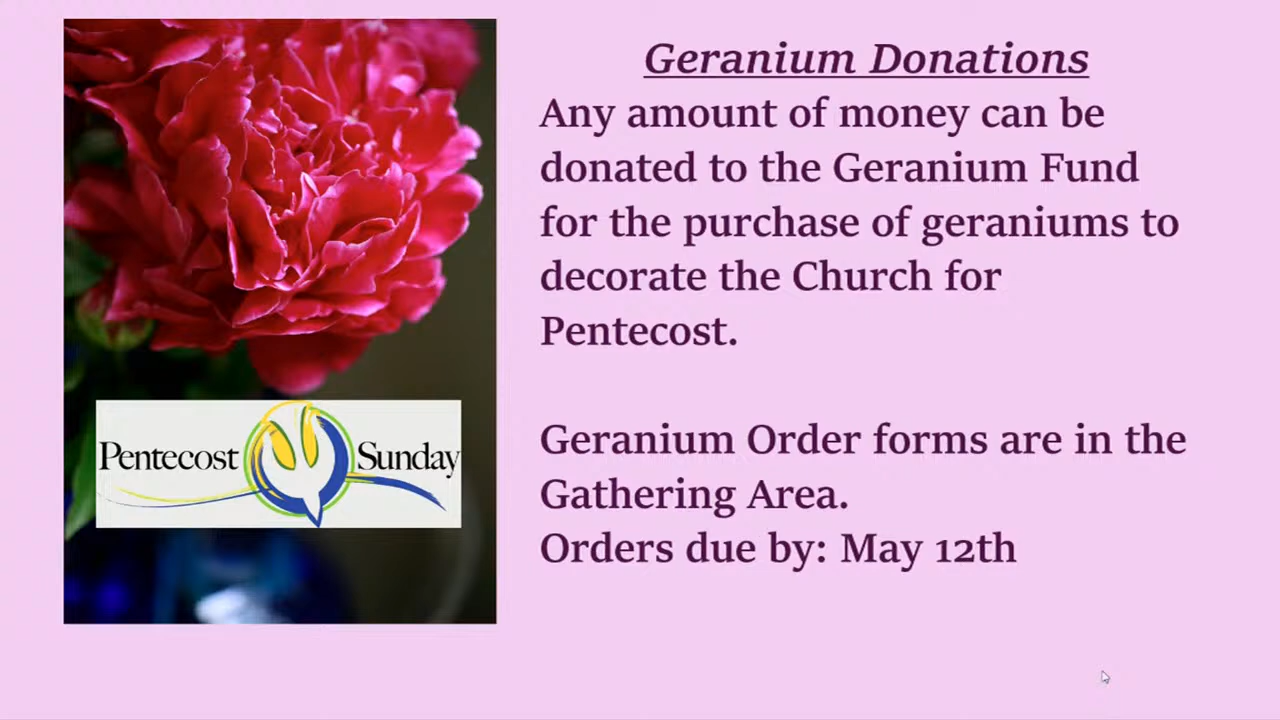 Geranium Donations
Any amount of money can be
donated to the Geranium Fund
for the purchase of geraniums to
decorate the Church for
Pentecost.
Geranium Order forms are in the
Gathering Area.
Orders due by: May 12th
Pentecost Sunday